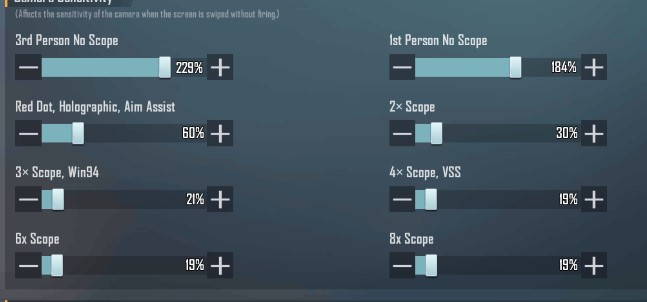 Camera Sensitivity
(Affects the sensitivity of the camera when the screen is swiped without firing)
3rd Person No Scope
1st Person No Scope
229%
184%
Red Dot, Holographic, Aim Assist
2× Scope
60%
30%
3× Scope, Win94
4× Scope, VSS
21%
19%
6x Scope
8x Scope
19%
19%